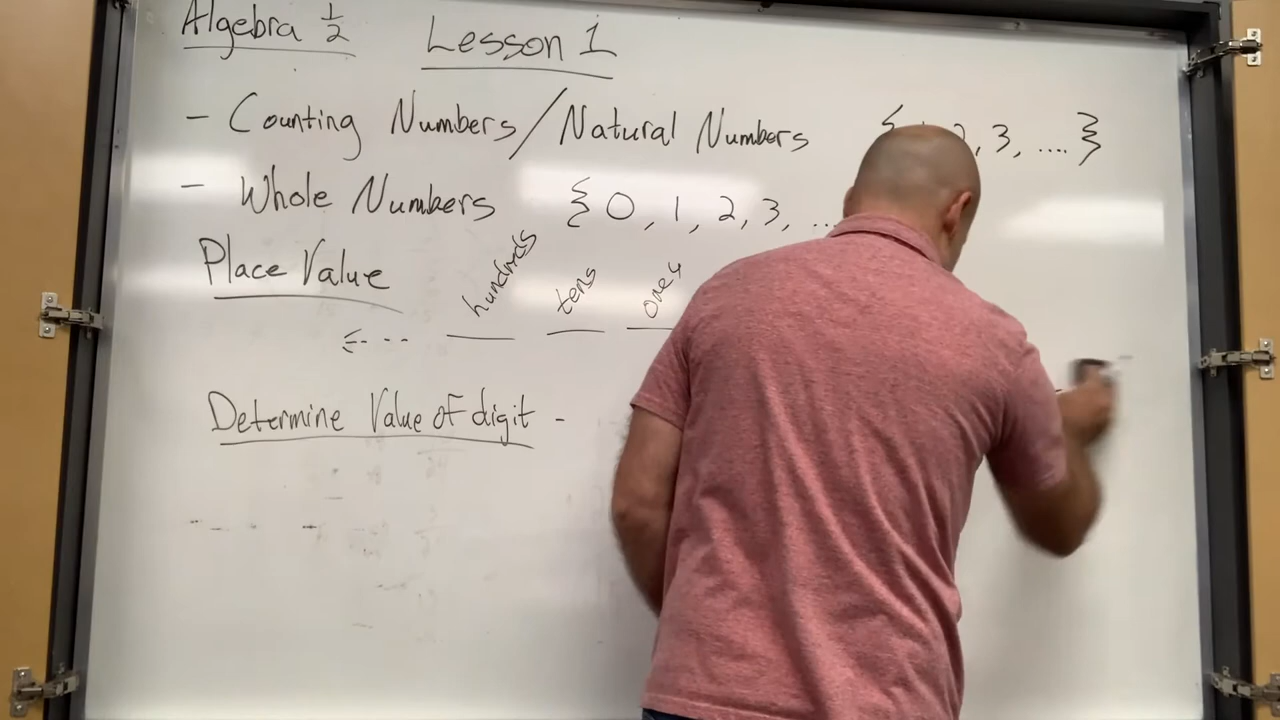 Algebra 1/2 Lesson 1
- Counting Numbers/Natural Numbers { 2, 3, .... }
- Whole Numbers { 0, 1, 2, 3, ...
Place Value
hundreds tens ones
Determine Value of digit -